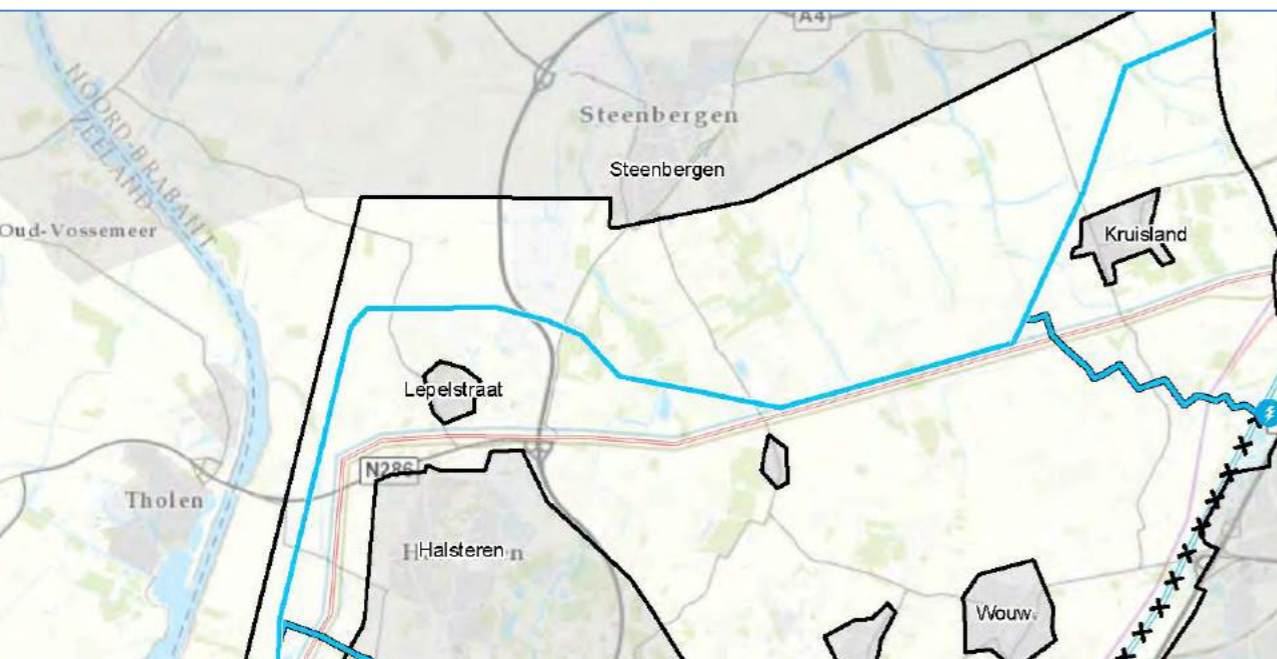 A4
NOORD-BRABANT
ZEELAND
Steenbergen
Steenbergen
Oud-Vossemeer
Kruisland
Lepelstraat
N286
Tholen
Halsteren
Wouw